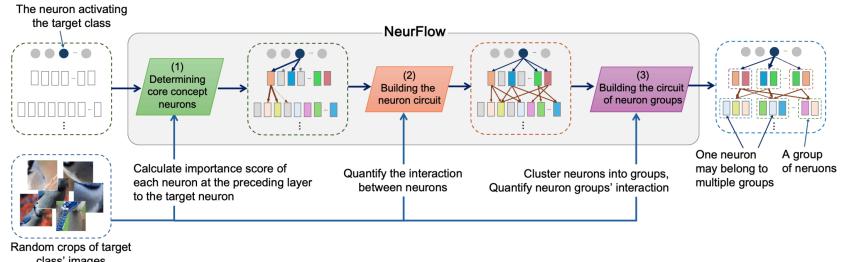 The neuron activating
the target class
NeurFlow
(1)
Determining
core concept
neurons
(2)
Building the
neuron circuit
(3)
Building the circuit
of neuron groups
Calculate importance score of
each neuron at the preceding layer
to the target neuron
Quantify the interaction
between neurons
Cluster neurons into groups,
Quantify neuron groups' interaction
One neuron
may belong to
multiple groups
A group
of neruons
Random crops of target
class' images